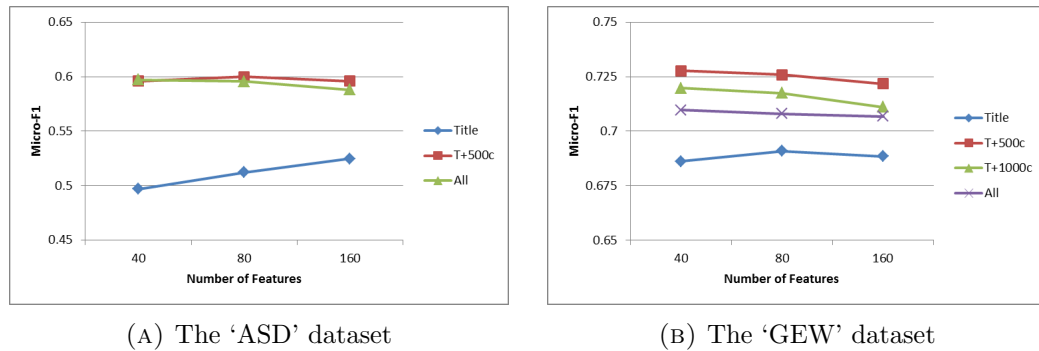 0.65
0.6
0.55
0.5
0.45
Micro-F1
40 80 160
Number of Features
Title
T+500c
All
(A) The ‘ASD’ dataset
0.75
0.725
0.7
0.675
0.65
Micro-F1
40 80 160
Number of Features
Title
T+500c
T+1000c
All
(B) The ‘GEW’ dataset